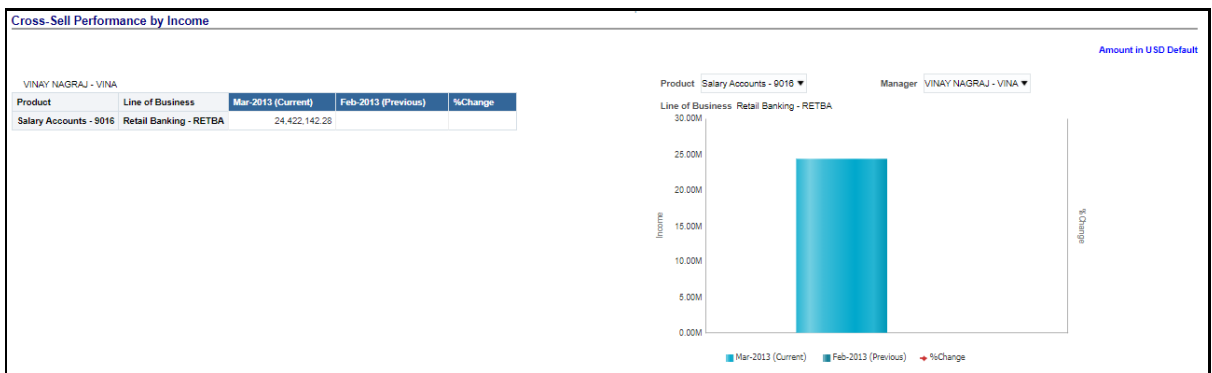 Cross-Sell Performance by Income
Amount in USD Default
VINAY NAGRAJ - VINA
Product Line of Business Mar-2013 (Current) Feb-2013 (Previous) %Change
Salary Accounts - 9016 Retail Banking - RETBA 24,422,142.28
Product Salary Accounts - 9016 Manager VINAY NAGRAJ - VINA
Line of Business Retail Banking - RETBA
30.00M
25.00M
20.00M
15.00M
10.00M
5.00M
0.00M
Income
%Change
Mar-2013 (Current) Feb-2013 (Previous) %Change